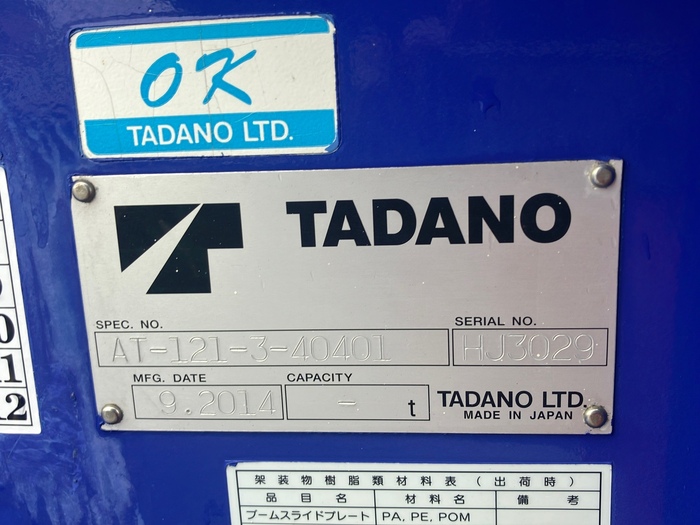 OK
TADANO LTD.
TADANO
SPEC. NO.
SERIAL NO.
AT-121-3-40401
HJ3029
MFG. DATE
CAPACITY
9.2014
- t
TADANO LTD.
MADE IN JAPAN
0
1
2
架装物樹脂類材料表(出荷時)
品目名
材料名
備考
ブームスライドプレート
PA, PE, POM